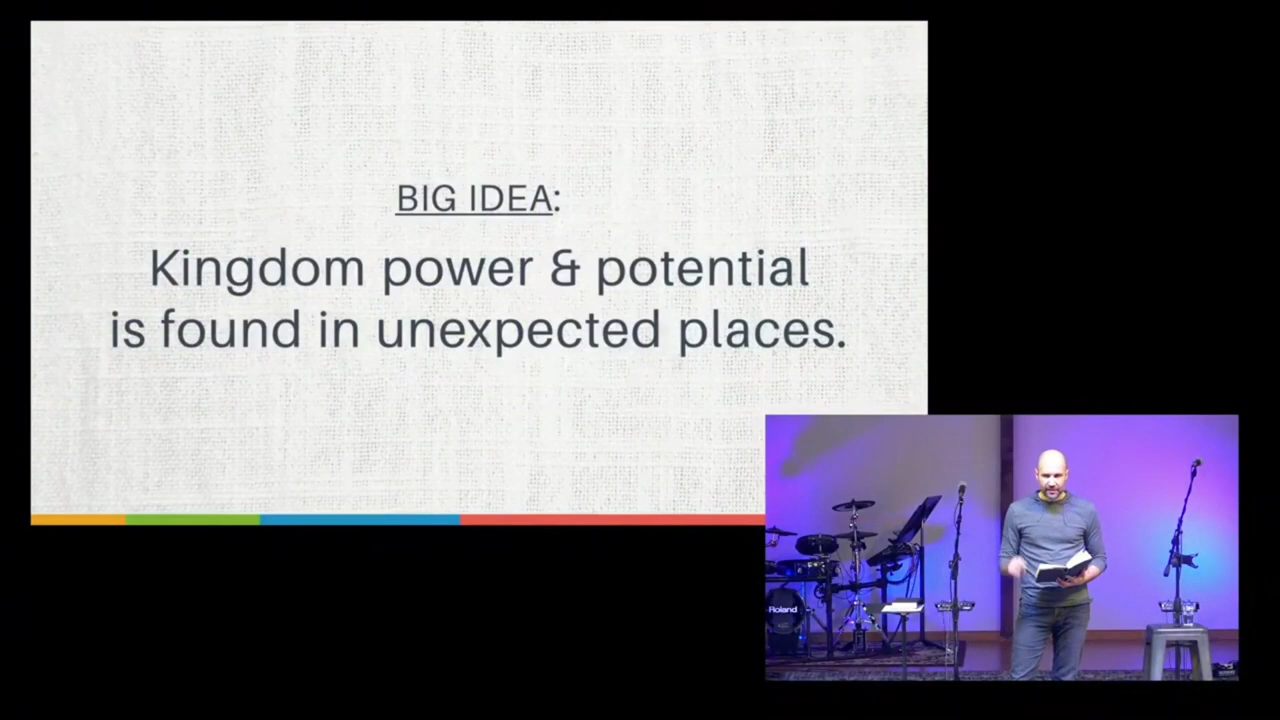 BIG IDEA:
Kingdom power & potential
is found in unexpected places.
Roland